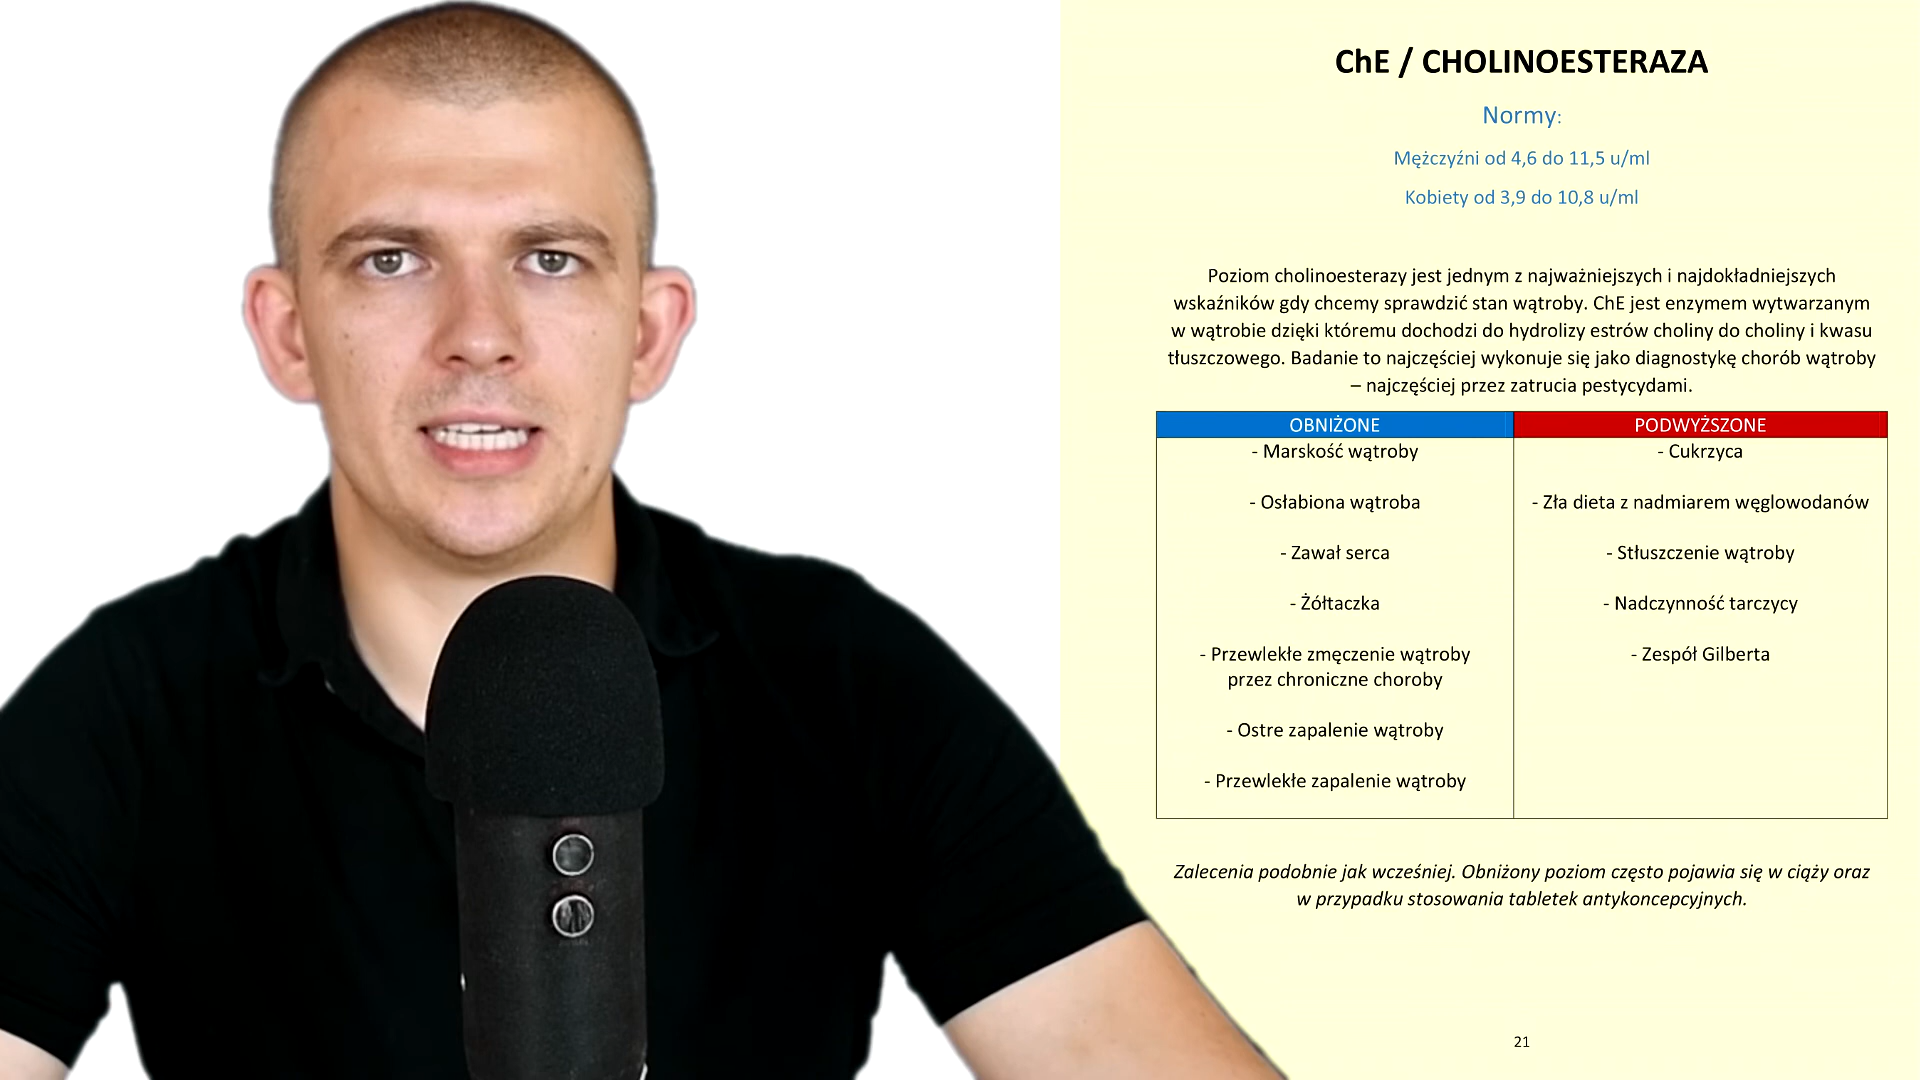 ChE / CHOLINOESTERAZA
Normy:
Mężczyźni od 4,6 do 11,5 u/ml
Kobiety od 3,9 do 10,8 u/ml
Poziom cholinoesterazy jest jednym z najważniejszych i najdokładniejszych
wskaźników gdy chcemy sprawdzić stan wątroby. ChE jest enzymem wytwarzanym
w wątrobie dzięki któremu dochodzi do hydrolizy estrów choliny do choliny i kwasu
tłuszczowego. Badanie to najczęściej wykonuje się jako diagnostykę chorób wątroby
– najczęściej przez zatrucia pestycydami.
OBNIŻONE
- Marskość wątroby
- Osłabiona wątroba
- Zawał serca
- Żółtaczka
- Przewlekłe zmęczenie wątroby
przez chroniczne choroby
- Ostre zapalenie wątroby
- Przewlekłe zapalenie wątroby
PODWYŻSZONE
- Cukrzyca
- Zła dieta z nadmiarem węglowodanów
- Stłuszczenie wątroby
- Nadczynność tarczycy
- Zespół Gilberta
Zalecenia podobnie jak wcześniej. Obniżony poziom często pojawia się w ciąży oraz
w przypadku stosowania tabletek antykoncepcyjnych.
21